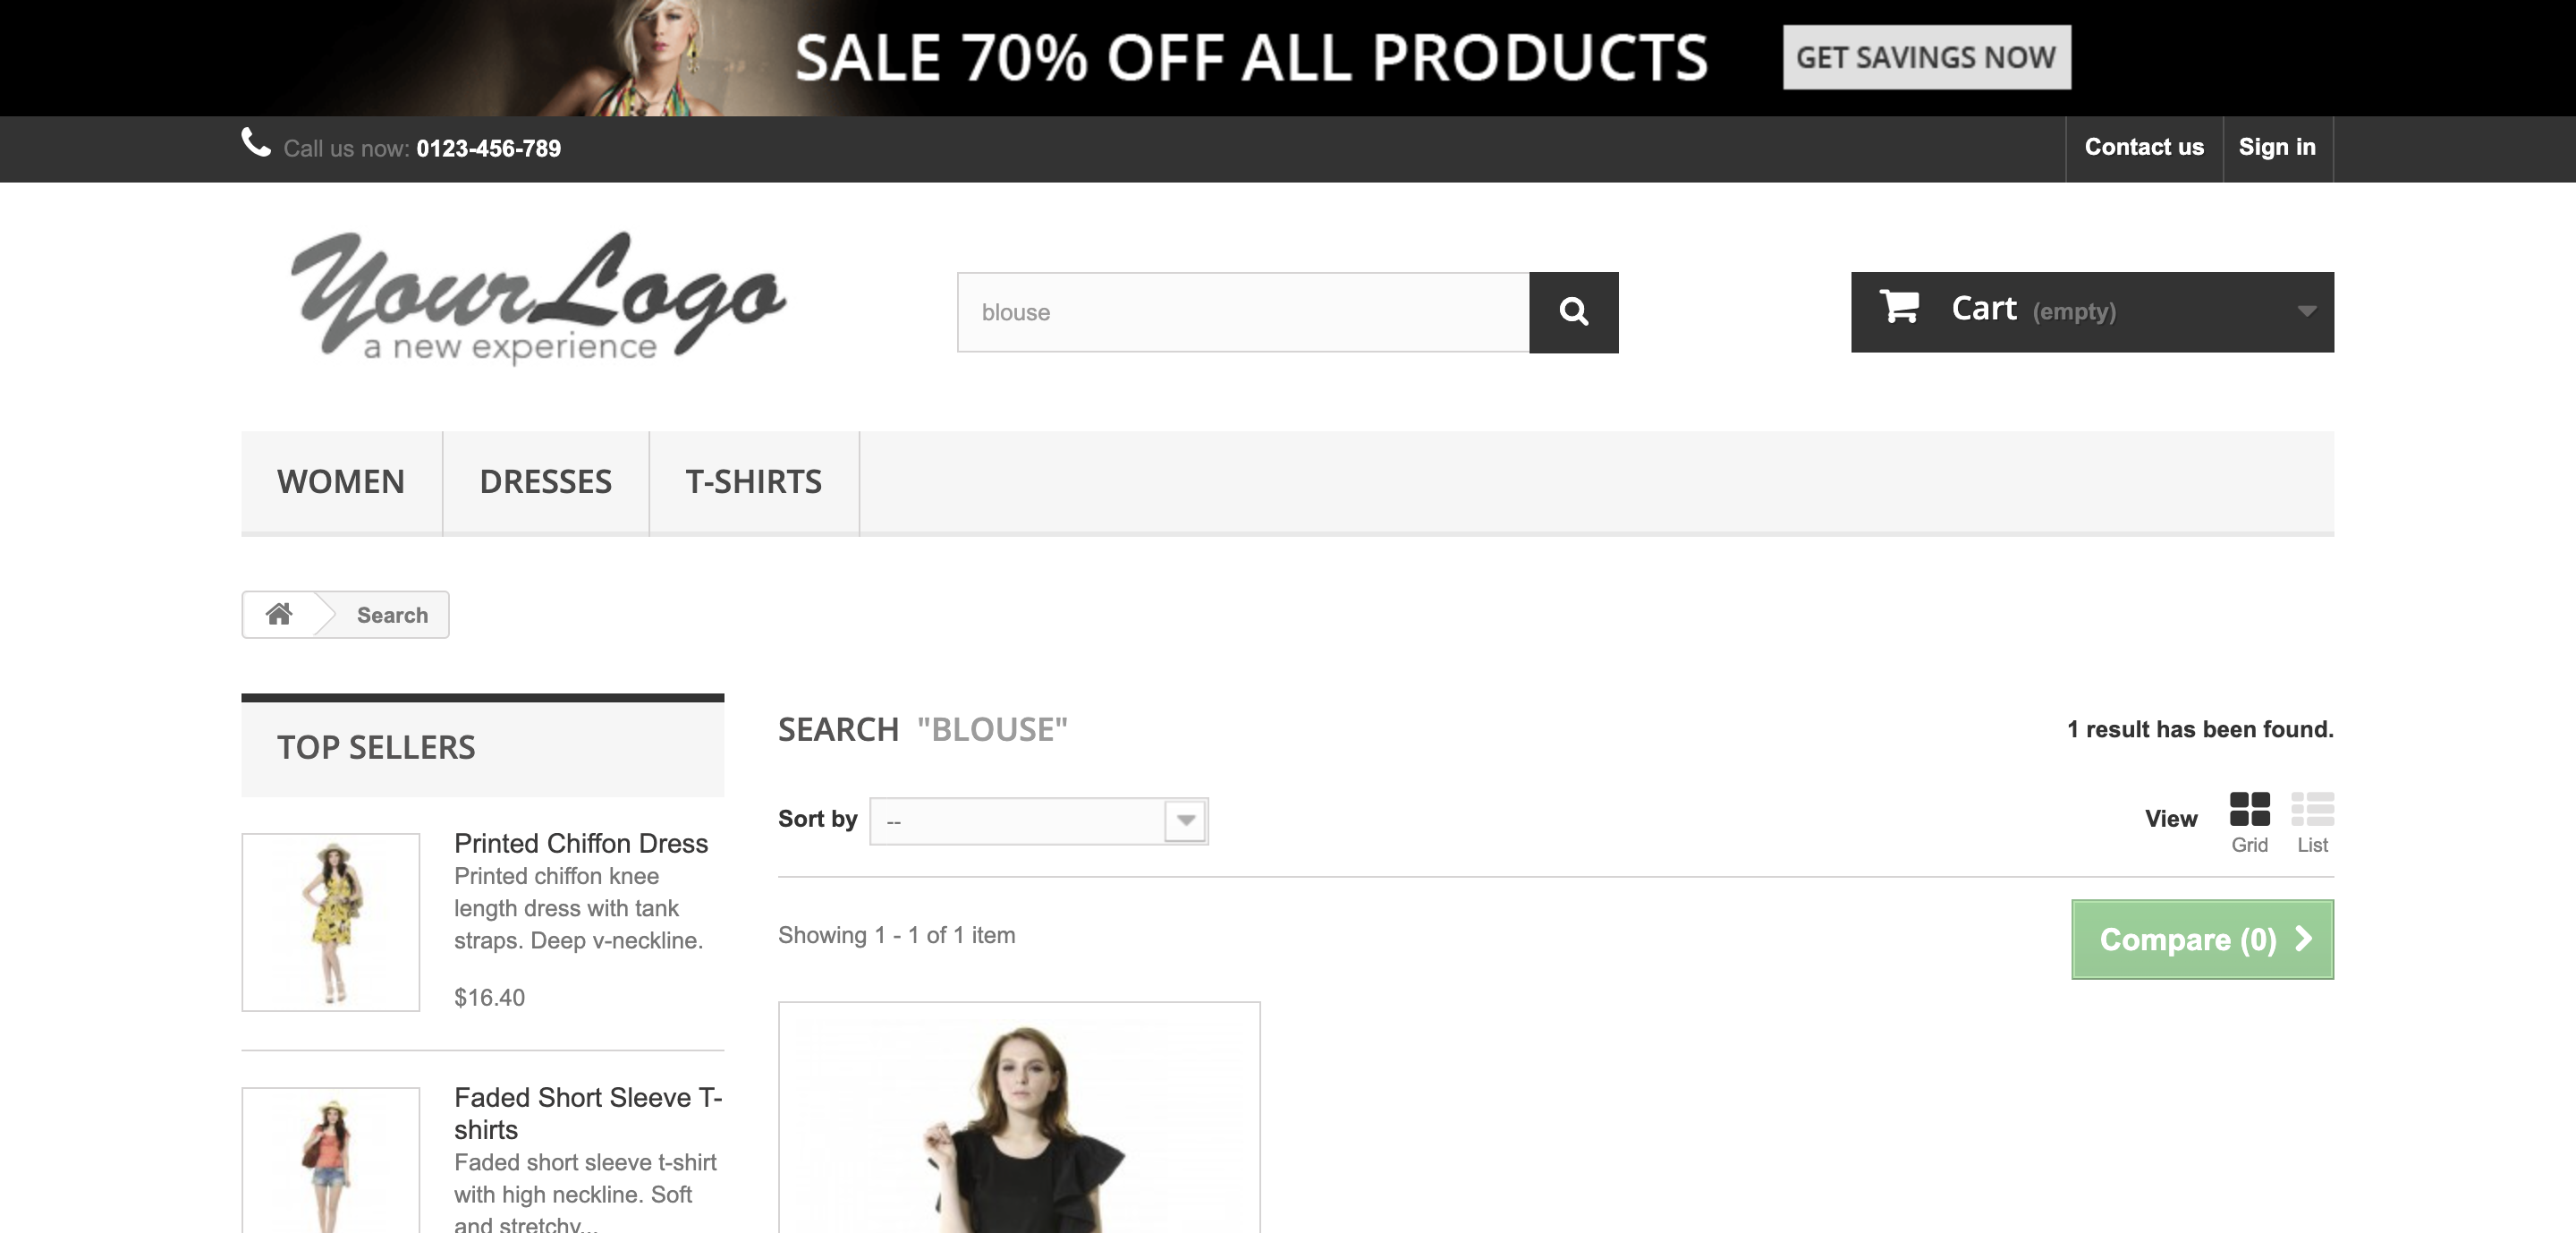 SALE 70% OFF ALL PRODUCTS
GET SAVINGS NOW
Call us now: 0123-456-789
Contact us
Sign in
Your Logo
a new experience
blouse
Cart (empty)
WOMEN
DRESSES
T-SHIRTS
Search
TOP SELLERS
Printed Chiffon Dress
Printed chiffon knee
length dress with tank
straps. Deep v-neckline.
$16.40
Faded Short Sleeve T-
shirts
Faded short sleeve t-shirt
with high neckline. Soft
and stretchy...
SEARCH "BLOUSE"
1 result has been found.
Sort by --
View
Grid
List
Showing 1 - 1 of 1 item
Compare (0)